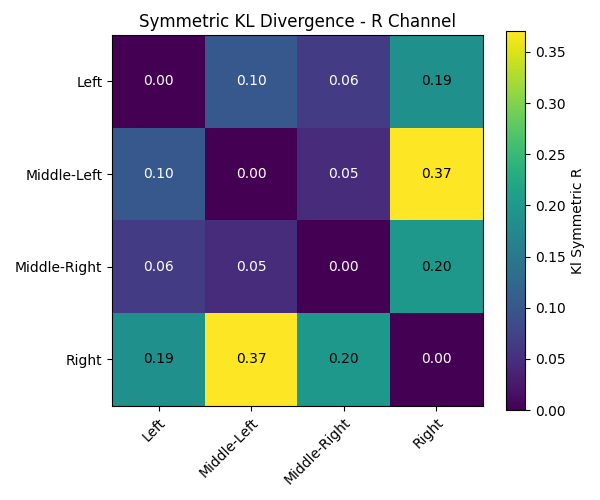 Symmetric KL Divergence - R Channel
Left 0.00 0.10 0.06 0.19
Middle-Left 0.10 0.00 0.05 0.37
Middle-Right 0.06 0.05 0.00 0.20
Right 0.19 0.37 0.20 0.00
Left Middle-Left Middle-Right Right
0.35
0.30
0.25
0.20
0.15
0.10
0.05
0.00
Kl Symmetric R